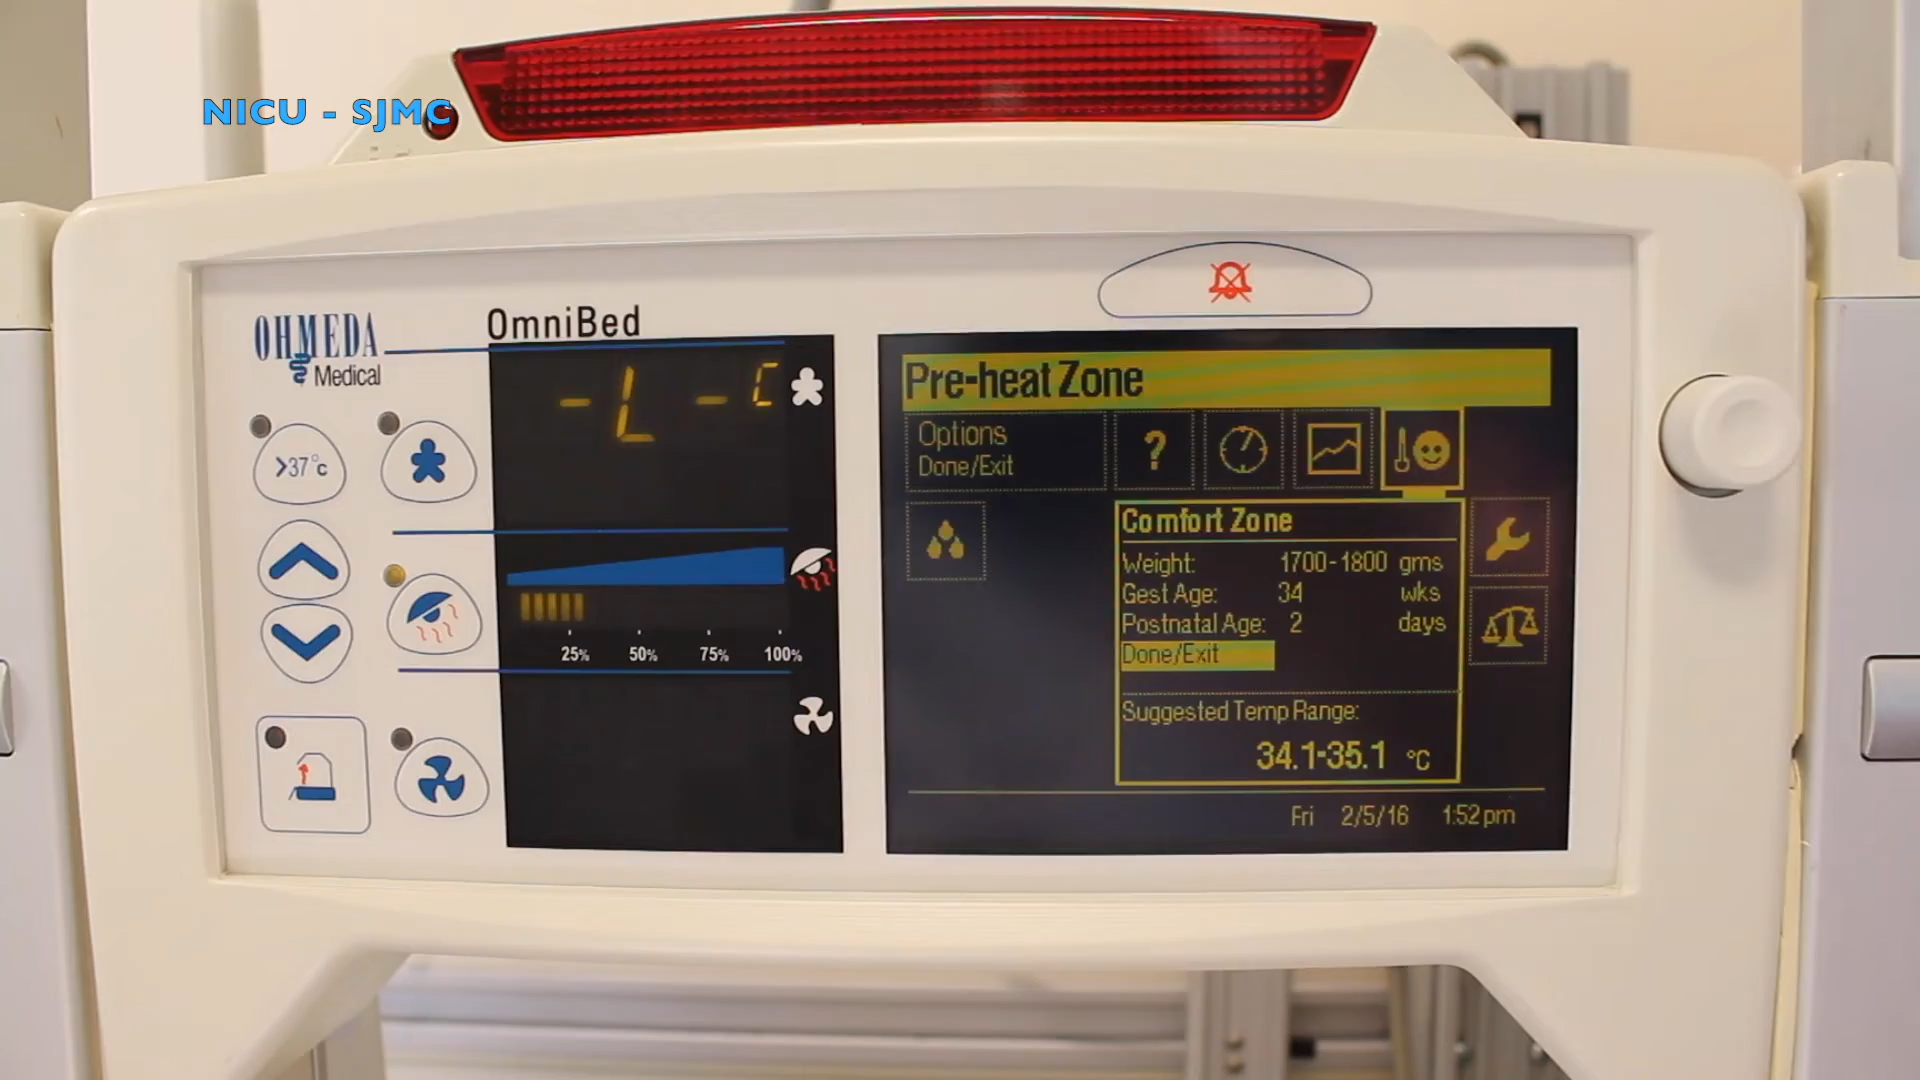 NICU - SJMC
OHMEDA
Medical
OmniBed
-L-C
>37°c
25% 50% 75% 100%
Pre-heat Zone
Options
Done/Exit
?
Comfort Zone
Weight: 1700-1800 gms
Gest Age: 34 wks
Postnatal Age: 2 days
Done/Exit
Suggested Temp Range:
34.1-35.1 °C
Fri 2/5/16 1:52pm